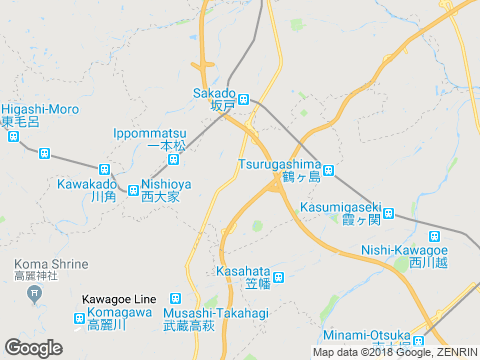 Sakado
坂戸
Higashi-Moro
東毛呂
Ippommatsu
一本松
Tsurugashima
鶴ヶ島
Kawakado
川角
Nishioya
西大家
Kasumigaseki
霞ヶ関
Nishi-Kawagoe
西川越
Koma Shrine
高麗神社
Kasahata
笠幡
Kawagoe Line
Komagawa
高麗川
Musashi-Takahagi
武蔵高萩
Minami-Otsuka
Google
Map data ©2018 Google, ZENRIN